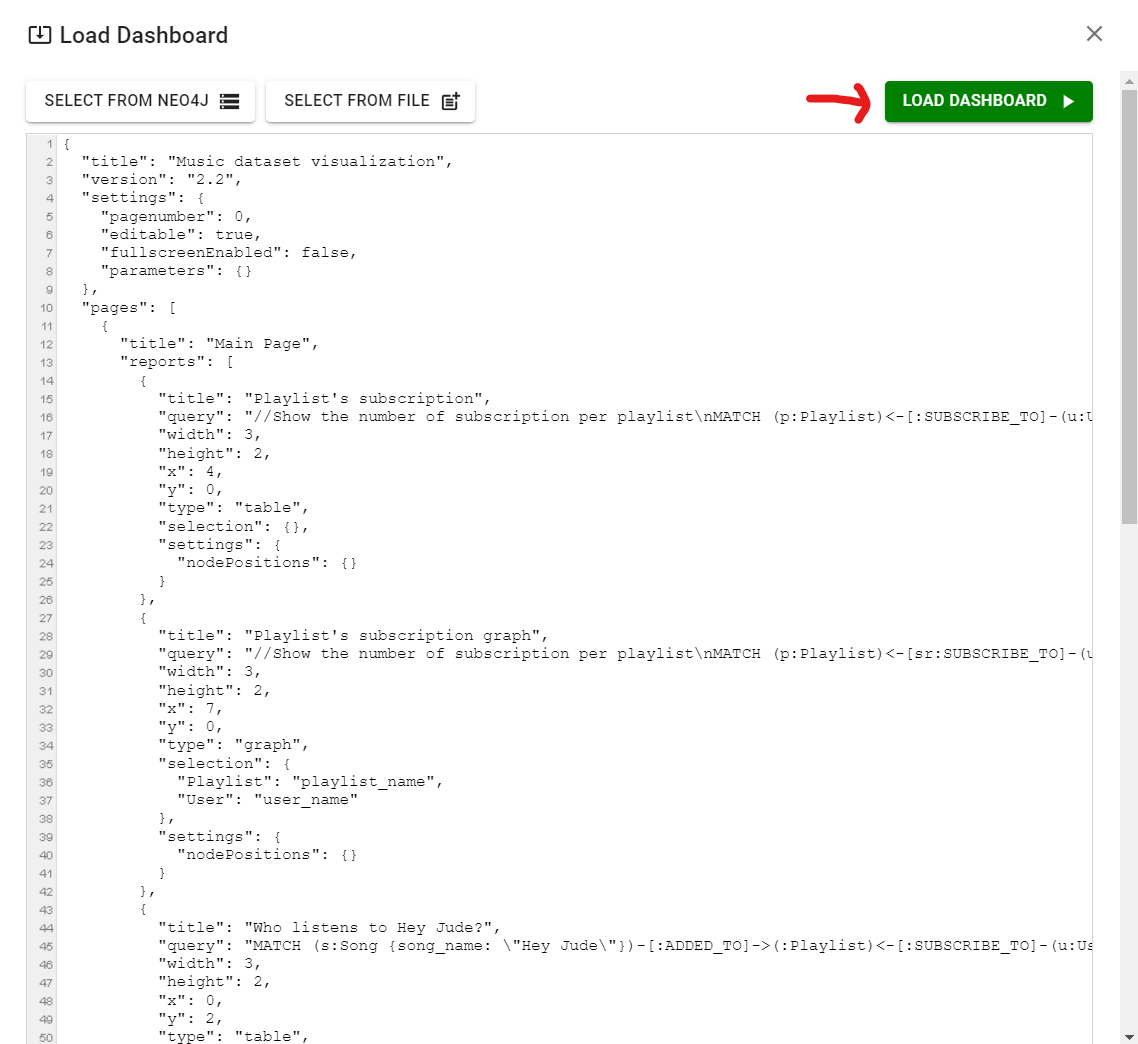 Load Dashboard
SELECT FROM NEO4J
SELECT FROM FILE
LOAD DASHBOARD
1 {
2   "title": "Music dataset visualization",
3   "version": "2.2",
4   "settings": {
5     "pagenumber": 0,
6     "editable": true,
7     "fullscreenEnabled": false,
8     "parameters": {}
9   },
10   "pages": [
11     {
12       "title": "Main Page",
13       "reports": [
14         {
15           "title": "Playlist's subscription",
16           "query": "//Show the number of subscription per playlist\nMATCH (p:Playlist)<-[:SUBSCRIBE_TO]-(u:U
17           "width": 3,
18           "height": 2,
19           "x": 4,
20           "y": 0,
21           "type": "table",
22           "selection": {},
23           "settings": {
24             "nodePositions": {}
25           }
26         },
27         {
28           "title": "Playlist's subscription graph",
29           "query": "//Show the number of subscription per playlist\nMATCH (p:Playlist)<-[sr:SUBSCRIBE_TO]-(u
30           "width": 3,
31           "height": 2,
32           "x": 7,
33           "y": 0,
34           "type": "graph",
35           "selection": {
36             "Playlist": "playlist_name",
37             "User": "user_name"
38           },
39           "settings": {
40             "nodePositions": {}
41           }
42         },
43         {
44           "title": "Who listens to Hey Jude?",
45           "query": "MATCH (s:Song {song_name: \"Hey Jude\"})-[:ADDED_TO]->(:Playlist)<-[:SUBSCRIBE_TO]-(u:Us
46           "width": 3,
47           "height": 2,
48           "x": 0,
49           "y": 2,
50           "type": "table",